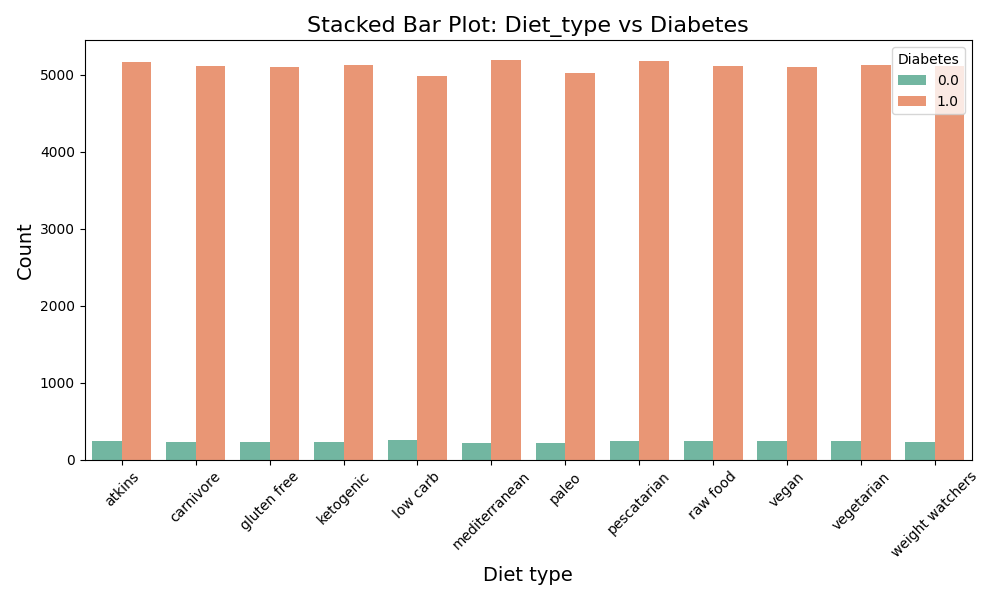 Stacked Bar Plot: Diet_type vs Diabetes
Diabetes
0.0
1.0
Count
5000
4000
3000
2000
1000
0
atkins
carnivore
gluten free
ketogenic
low carb
mediterranean
paleo
pescatarian
raw food
vegan
vegetarian
weight watchers
Diet type